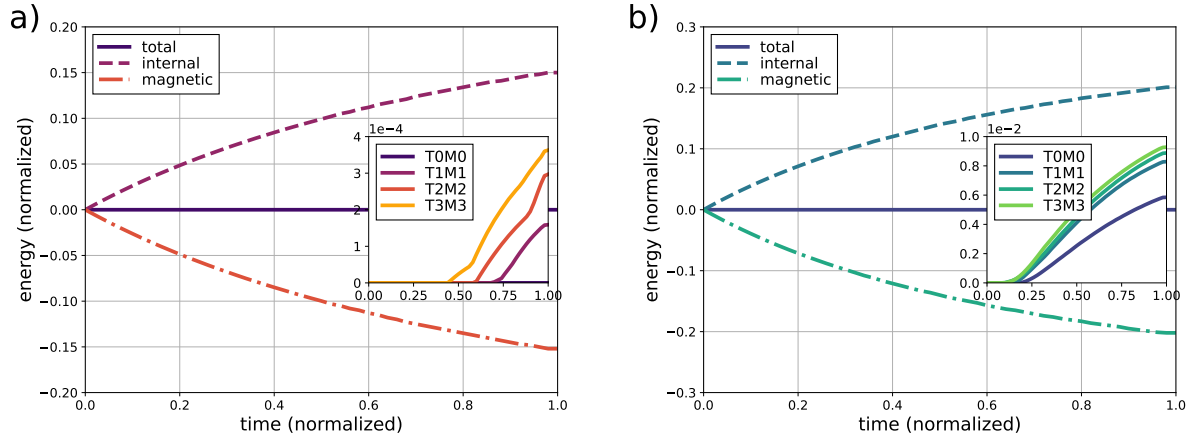 a)
0.20
0.15
0.10
0.05
0.00
−0.05
−0.10
−0.15
−0.20
energy (normalized)
total
internal
magnetic
1e−4
4
3
2
1
0
T0M0
T1M1
T2M2
T3M3
0.00 0.25 0.50 0.75 1.00
0.0 0.2 0.4 0.6 0.8 1.0
time (normalized)
b)
0.3
0.2
0.1
0.0
−0.1
−0.2
−0.3
energy (normalized)
total
internal
magnetic
1e−2
1.0
0.8
0.6
0.4
0.2
0.0
T0M0
T1M1
T2M2
T3M3
0.00 0.25 0.50 0.75 1.00
0.0 0.2 0.4 0.6 0.8 1.0
time (normalized)